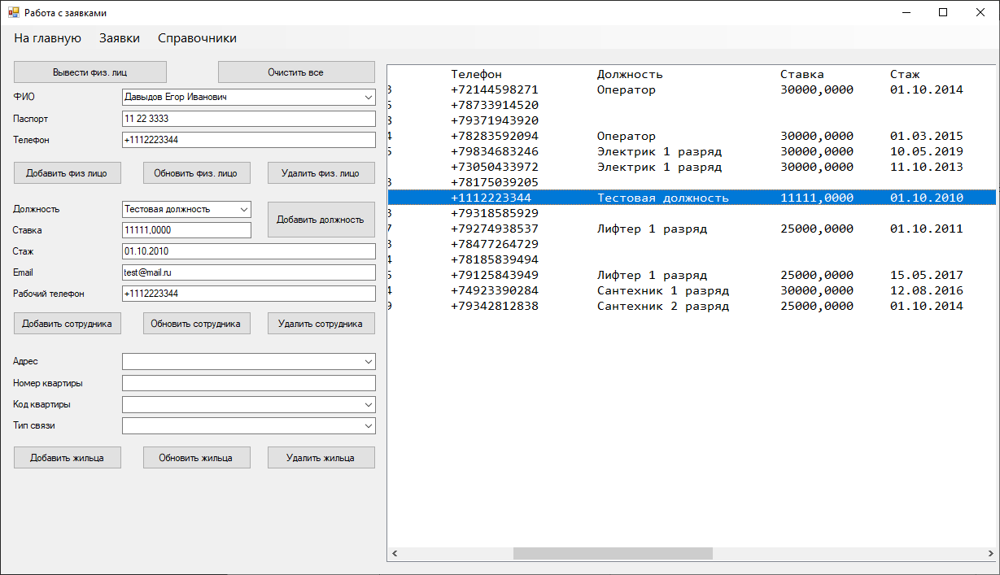 Работа с заявками
На главную Заявки Справочники
Вывести физ. лиц Очистить все
ФИО Давыдов Егор Иванович
Паспорт 11 22 3333
Телефон +1112223344
Добавить физ лицо Обновить физ. лицо Удалить физ. лицо
Должность Тестовая должность Добавить должность
Ставка 11111,0000
Стаж 01.10.2010
Email test@mail.ru
Рабочий телефон +1112223344
Добавить сотрудника Обновить сотрудника Удалить сотрудника
Адрес
Номер квартиры
Код квартиры
Тип связи
Добавить жильца Обновить жильца Удалить жильца
Телефон Должность Ставка Стаж
3 +72144598271 Оператор 30000,0000 01.10.2014
5 +78733914520
3 +79371943920
4 +78283592094 Оператор 30000,0000 01.03.2015
5 +79834683246 Электрик 1 разряд 30000,0000 10.05.2019
+73050433972 Электрик 1 разряд 30000,0000 11.10.2013
3 +78175039205
+1112223344 Тестовая должность 11111,0000 01.10.2010
3 +79318585929
7 +79274938537 Лифтер 1 разряд 25000,0000 01.10.2011
3 +78477264729
4 +78185839494
5 +79125843949 Лифтер 1 разряд 25000,0000 15.05.2017
4 +74923390284 Сантехник 1 разряд 30000,0000 12.08.2016
9 +79342812838 Сантехник 2 разряд 25000,0000 01.10.2014